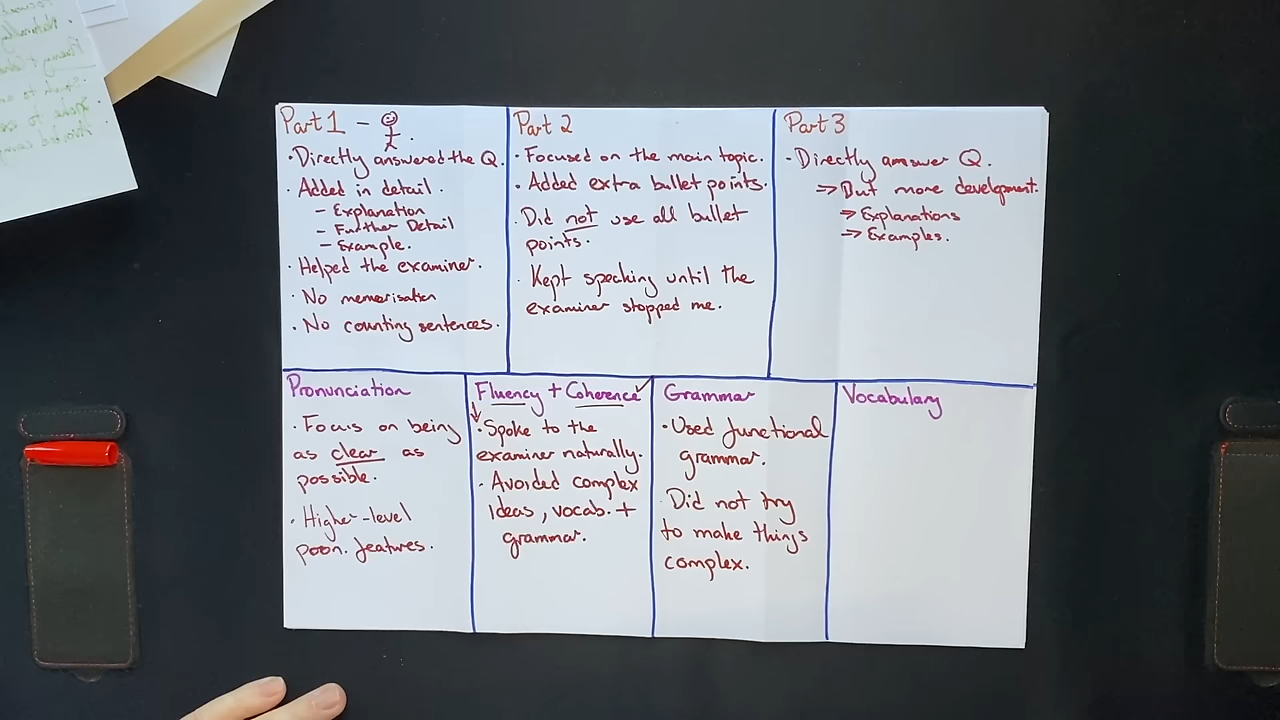 Part 1 -
· Directly answered the Q.
· Added in detail.
- Explanation
- Further Detail
- Example.
· Helped the examiner.
· No memorisation
· No counting sentences.
Part 2
· Focused on the main topic.
· Added extra bullet points.
· Did not use all bullet
points.
· Kept speaking until the
examiner stopped me.
Part 3
- Directly answer Q.
⇒ But more development.
⇒ Explanations
⇒ Examples.
Pronunciation
· Focus on being
as clear as
possible.
· Higher-level
pron. features.
Fluency + Coherence ✓
↓
· Spoke to the
examiner naturally.
· Avoided complex
ideas, vocab. +
grammar.
Grammar
· Used functional
grammar.
· Did not try
to make things
complex.
Vocabulary